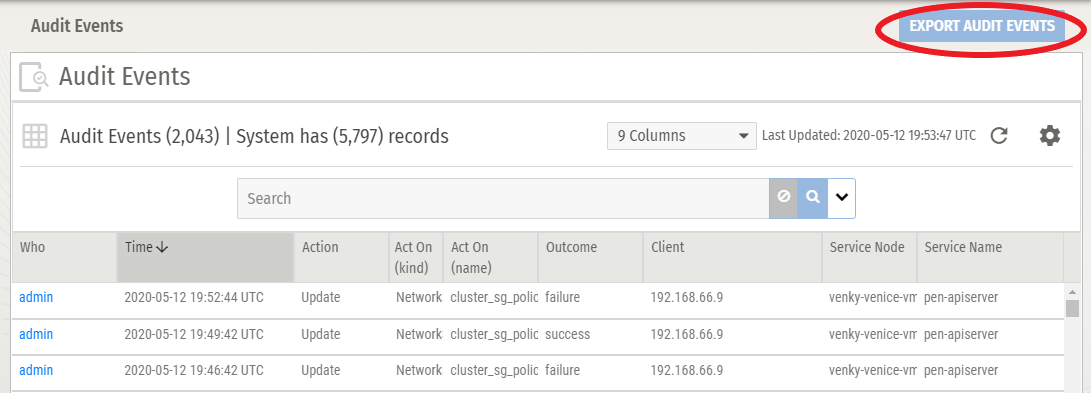 Audit Events
EXPORT AUDIT EVENTS
Audit Events
Audit Events (2,043) | System has (5,797) records
9 Columns
Last Updated: 2020-05-12 19:53:47 UTC
Search
Who Time Action Act On (kind) Act On (name) Outcome Client Service Node Service Name
admin 2020-05-12 19:52:44 UTC Update Network cluster_sg_polic failure 192.168.66.9 venky-venice-vm pen-apiserver
admin 2020-05-12 19:49:42 UTC Update Network cluster_sg_polic success 192.168.66.9 venky-venice-vm pen-apiserver
admin 2020-05-12 19:46:42 UTC Update Network cluster_sg_polic failure 192.168.66.9 venky-venice-vm pen-apiserver